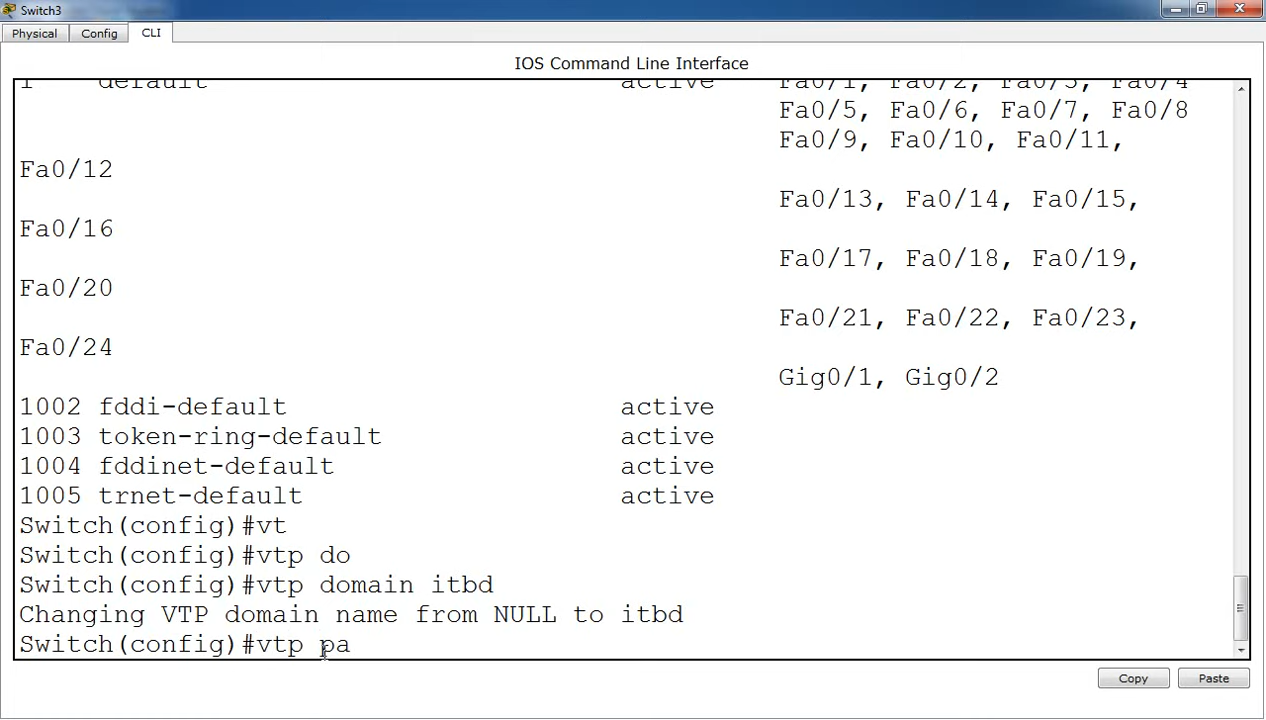 Switch3
Physical Config CLI
IOS Command Line Interface
1 default active Fa0/1, Fa0/2, Fa0/3, Fa0/4
Fa0/5, Fa0/6, Fa0/7, Fa0/8
Fa0/9, Fa0/10, Fa0/11,
Fa0/12
Fa0/13, Fa0/14, Fa0/15,
Fa0/16
Fa0/17, Fa0/18, Fa0/19,
Fa0/20
Fa0/21, Fa0/22, Fa0/23,
Fa0/24
Gig0/1, Gig0/2
1002 fddi-default active
1003 token-ring-default active
1004 fddinet-default active
1005 trnet-default active
Switch(config)#vt
Switch(config)#vtp do
Switch(config)#vtp domain itbd
Changing VTP domain name from NULL to itbd
Switch(config)#vtp pa
Copy Paste